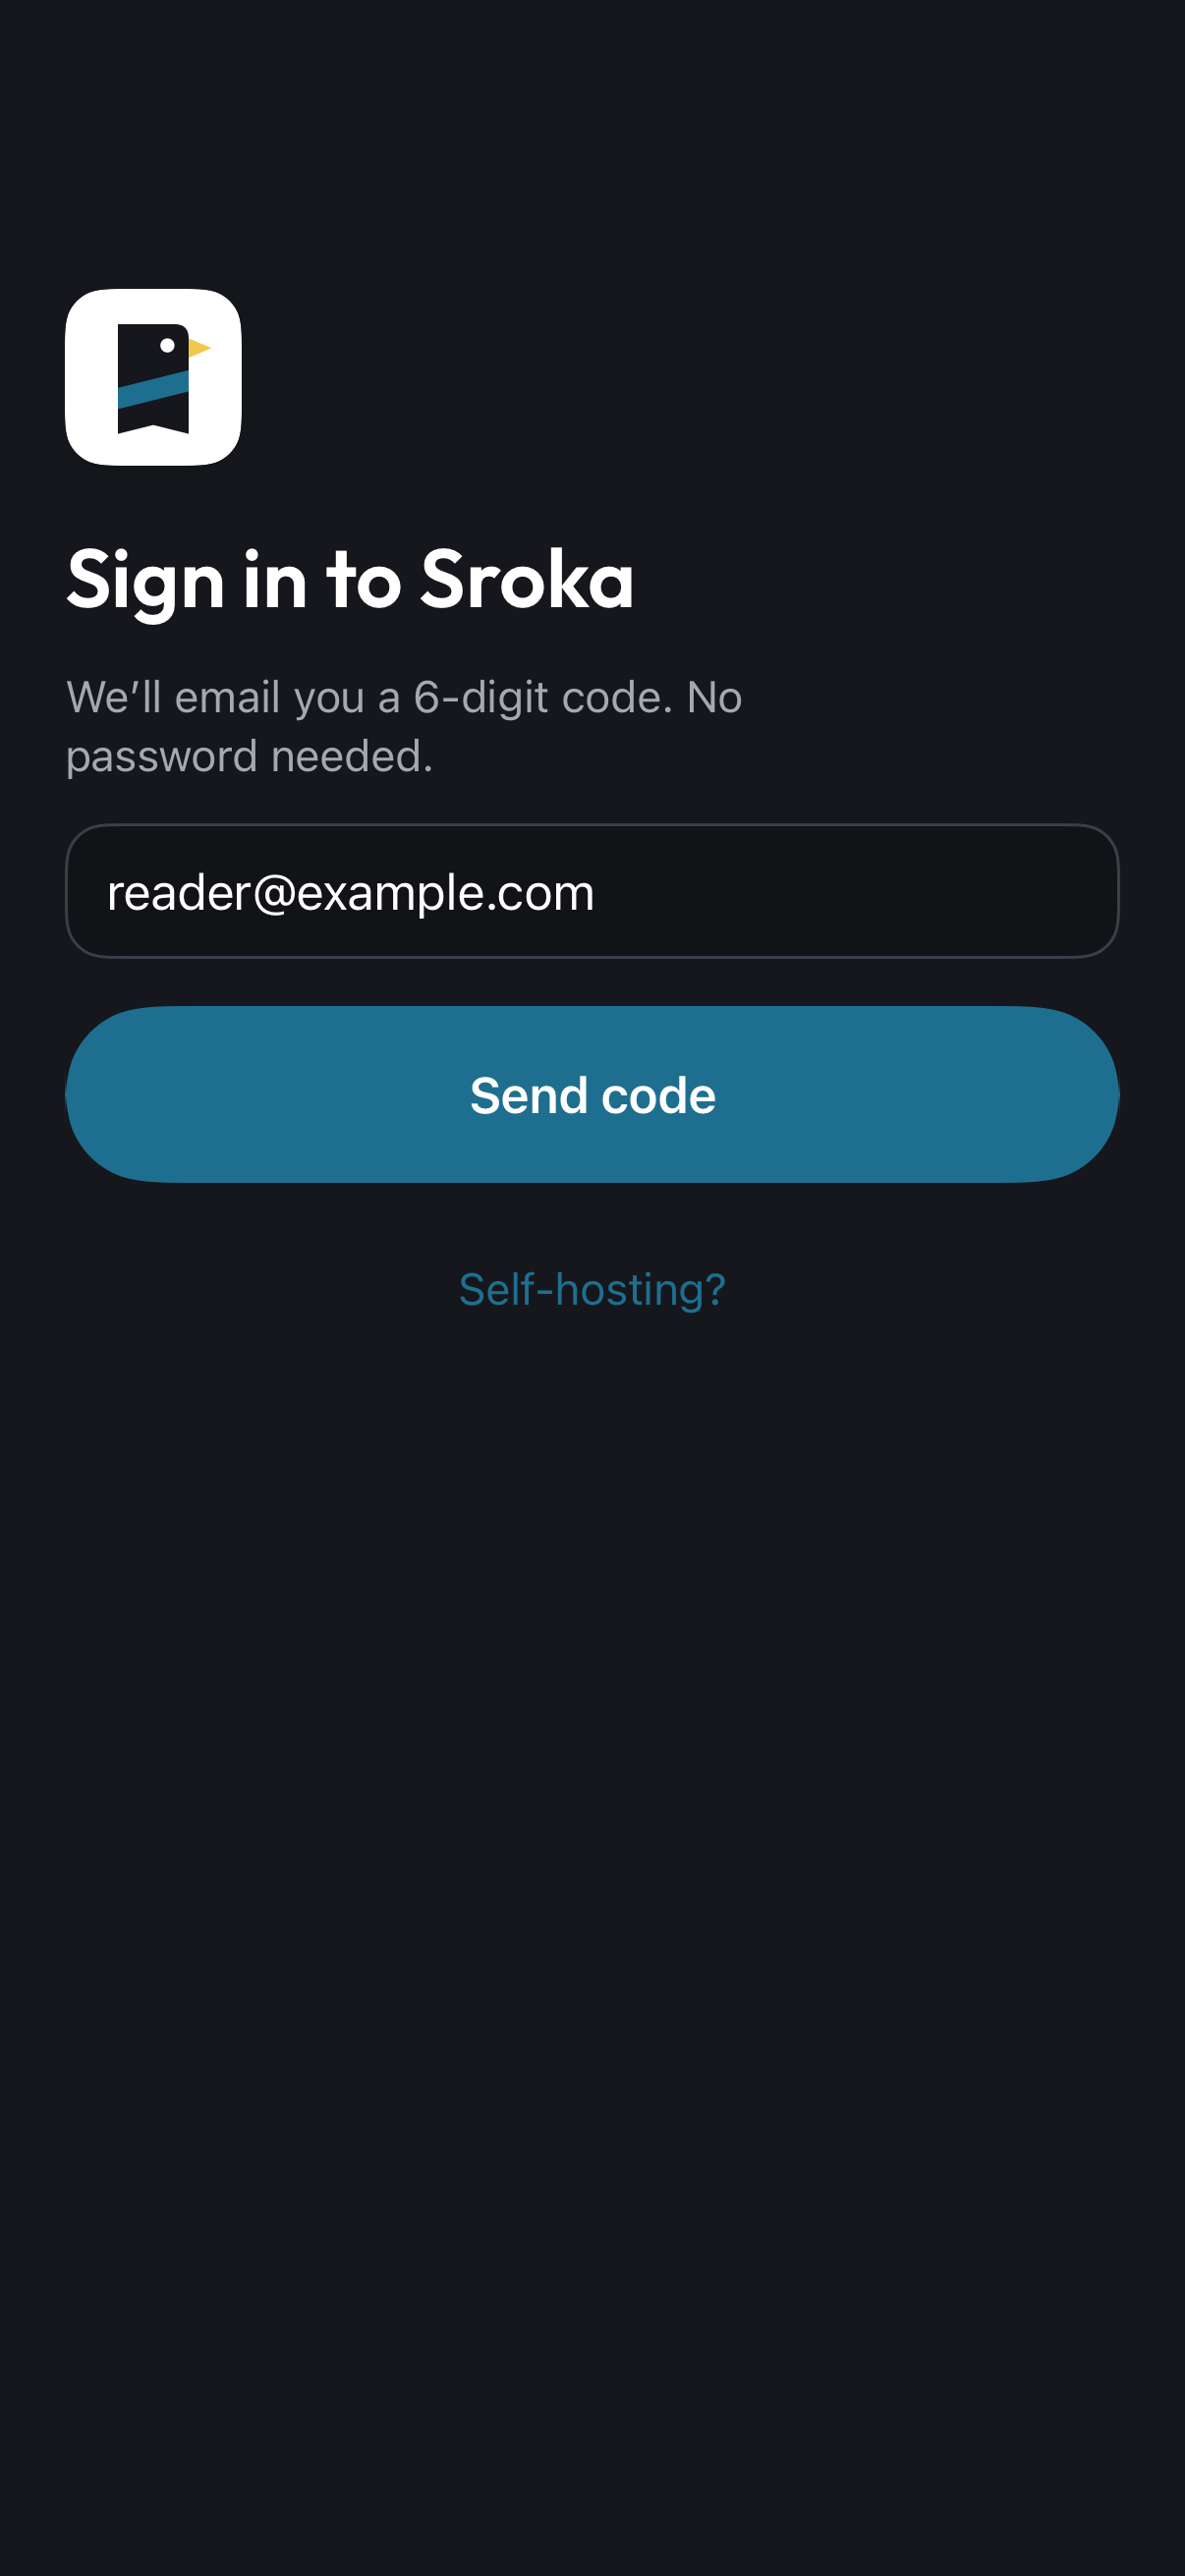 Sign in to Sroka
We’ll email you a 6-digit code. No
password needed.
reader@example.com
Send code
Self-hosting?